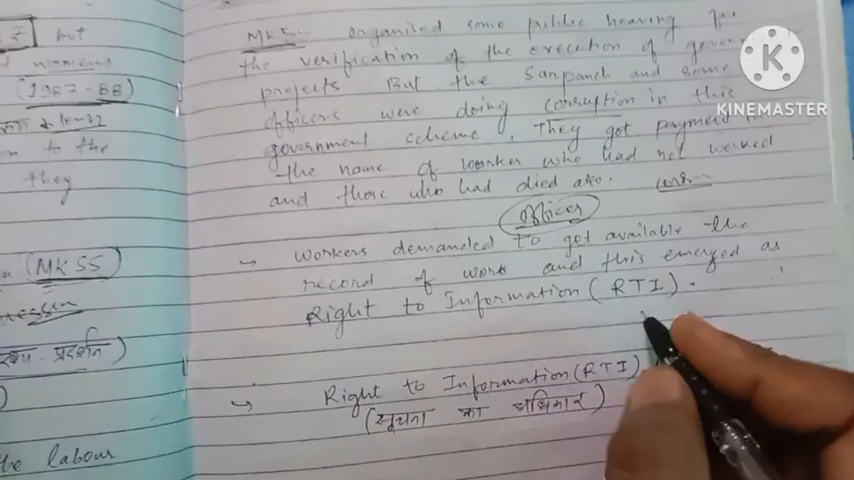 but
(1987-88)
to the
they
(MKSS)
प्रदर्शन)
the labour
MKSS organised some public hearing for
the verification of the execution of gover
projects But the Sarpanch and some
officers were doing corruption in this
government scheme. They got payment
the name of worker who had not worked
and those who had died also.
officer
→ workers demanded to get available the
record of work and this emerged as
Right to Information (RTI).
→ Right to Information (RTI)
(सूचना का अधिकार)
KINEMASTER